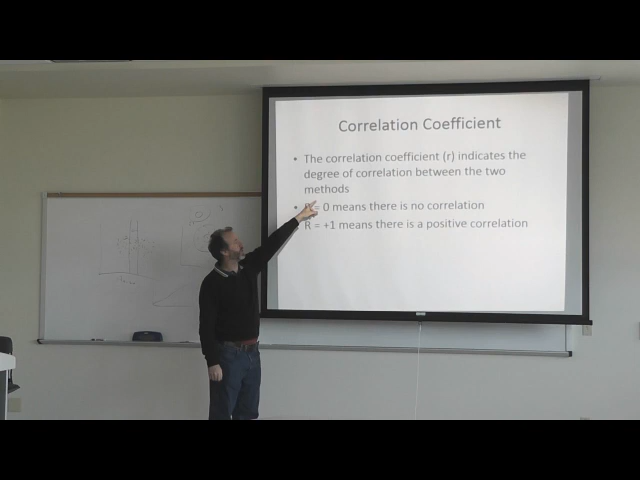 Correlation Coefficient
• The correlation coefficient (r) indicates the
degree of correlation between the two
methods
• R = 0 means there is no correlation
R = +1 means there is a positive correlation